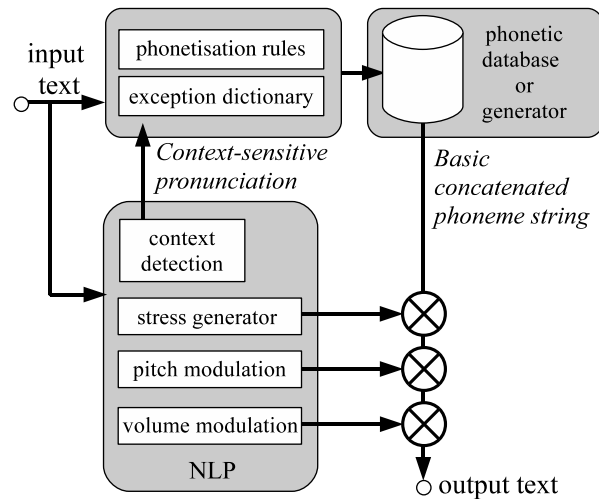 input
text
phonetisation rules
exception dictionary
phonetic
database
or
generator
Context-sensitive
pronunciation
Basic
concatenated
phoneme string
context
detection
stress generator
pitch modulation
volume modulation
NLP
output text